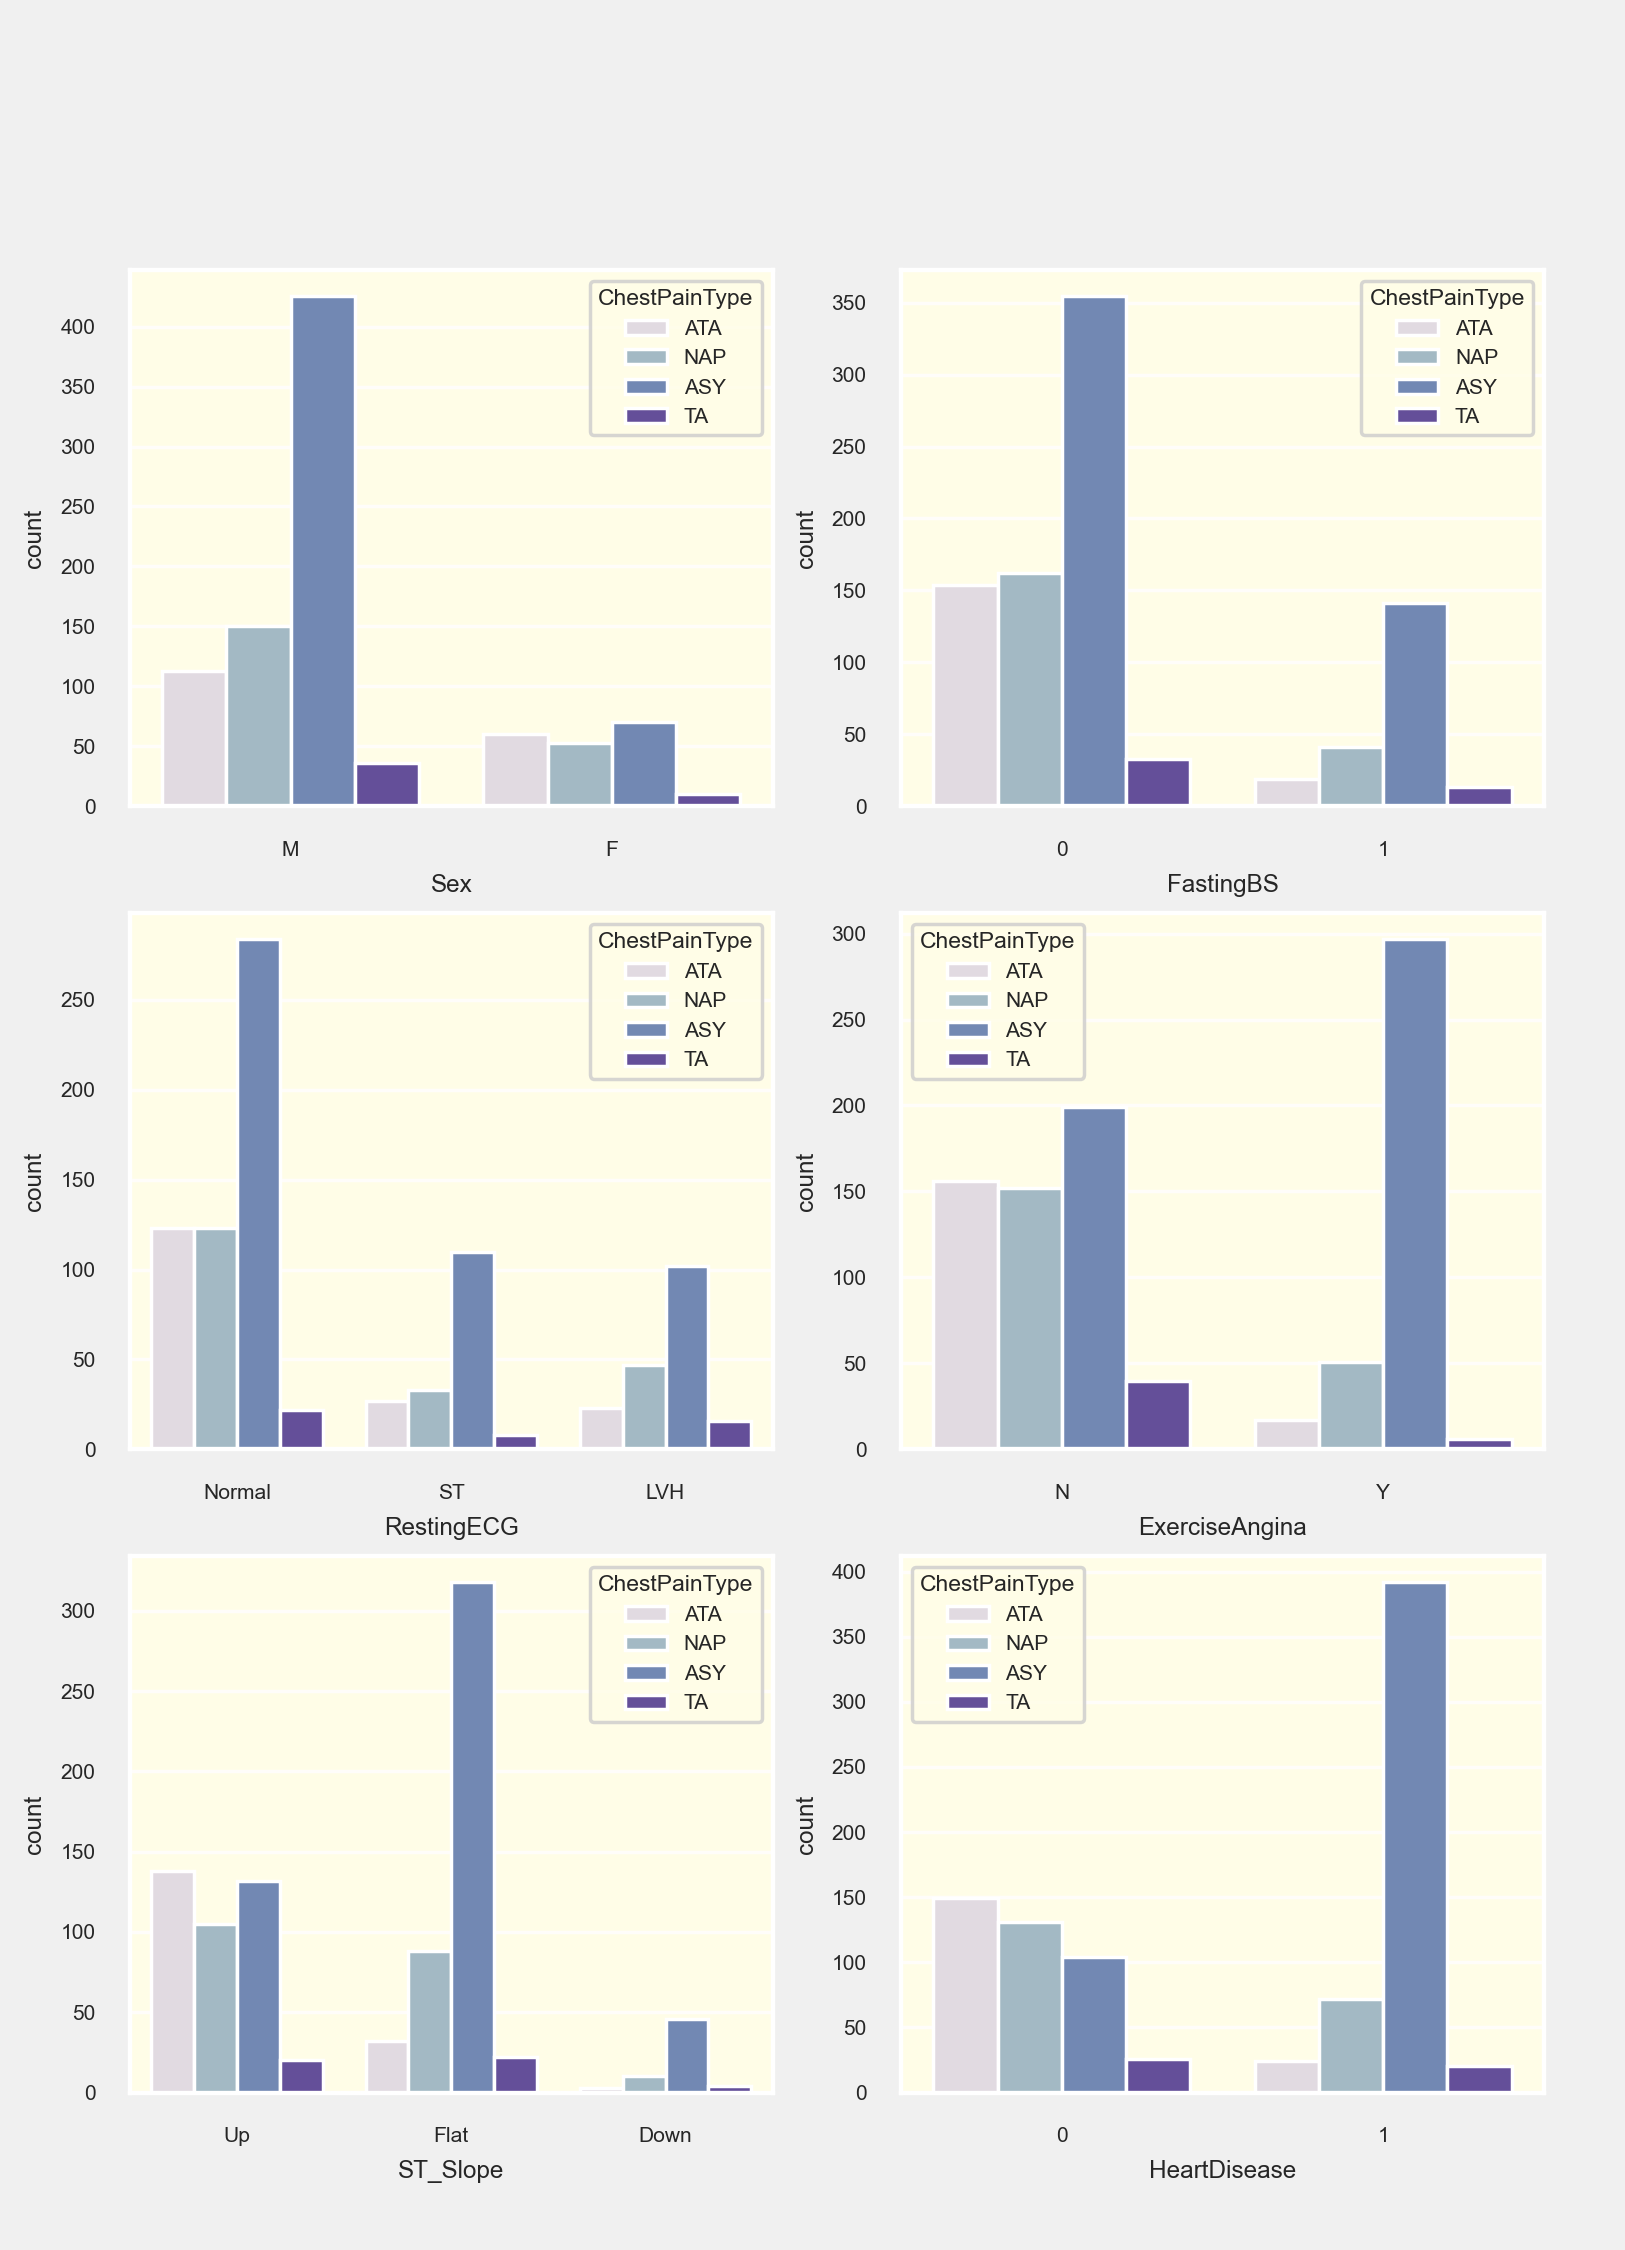 ChestPainType
ATA
NAP
ASY
TA
400
350
300
250
200
150
100
50
0
count
M F
Sex
ChestPainType
ATA
NAP
ASY
TA
350
300
250
200
150
100
50
0
count
0 1
FastingBS
ChestPainType
ATA
NAP
ASY
TA
250
200
150
100
50
0
count
Normal ST LVH
RestingECG
ChestPainType
ATA
NAP
ASY
TA
300
250
200
150
100
50
0
count
N Y
ExerciseAngina
ChestPainType
ATA
NAP
ASY
TA
300
250
200
150
100
50
0
count
Up Flat Down
ST_Slope
ChestPainType
ATA
NAP
ASY
TA
400
350
300
250
200
150
100
50
0
count
0 1
HeartDisease